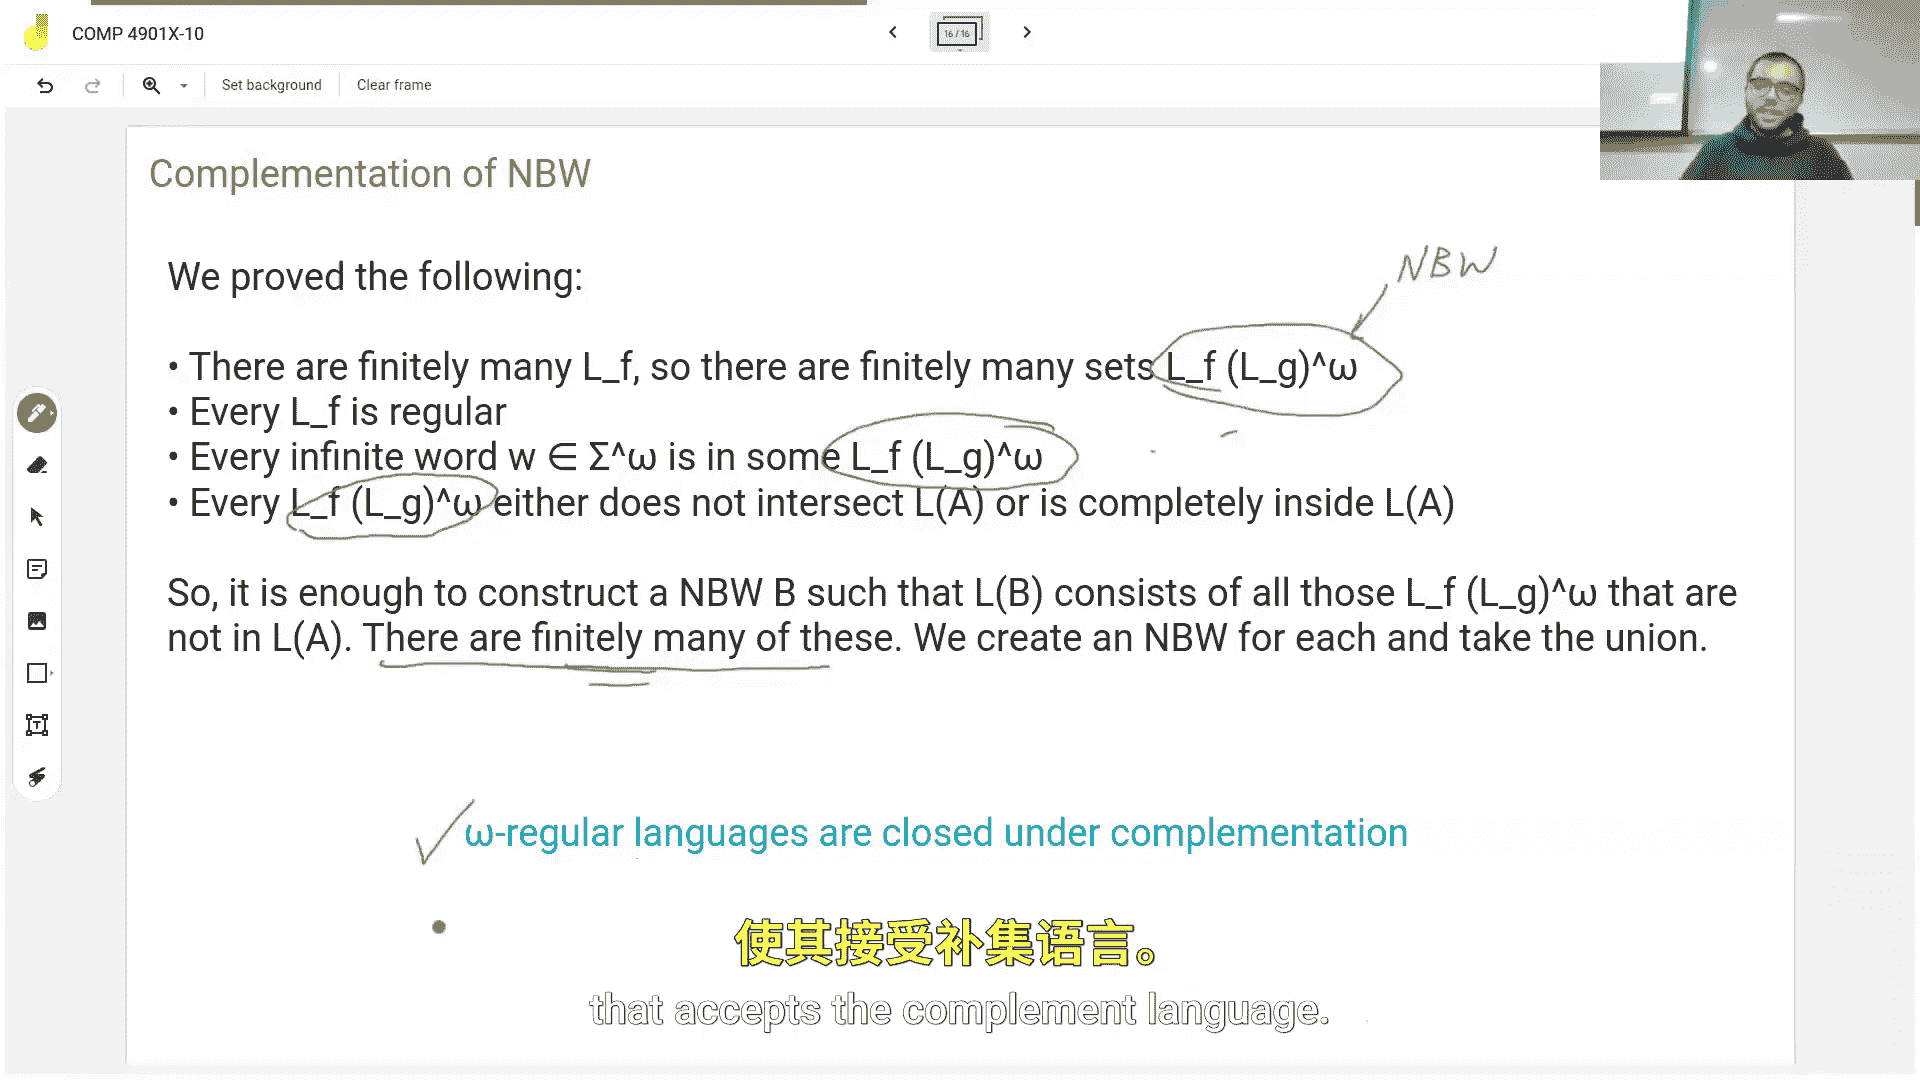 COMP 4901X-10
16 / 16
Set background
Clear frame
Complementation of NBW
NBW
We proved the following:
• There are finitely many L_f, so there are finitely many sets L_f (L_g)^ω
• Every L_f is regular
• Every infinite word w ∈ Σ^ω is in some L_f (L_g)^ω
• Every L_f (L_g)^ω either does not intersect L(A) or is completely inside L(A)
So, it is enough to construct a NBW B such that L(B) consists of all those L_f (L_g)^ω that are
not in L(A). There are finitely many of these. We create an NBW for each and take the union.
ω-regular languages are closed under complementation
使其接受补集语言。
that accepts the complement language.